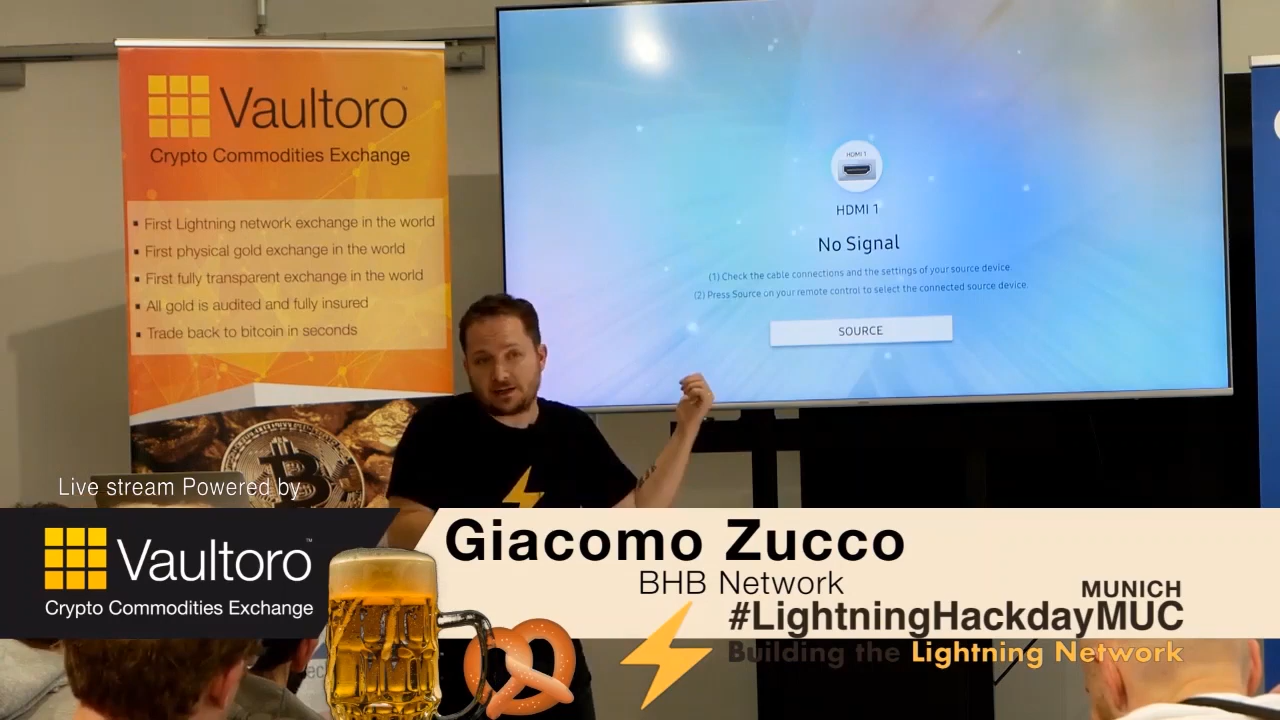 Vaultoro
Crypto Commodities Exchange
First Lightning network exchange in the world
First physical gold exchange in the world
First fully transparent exchange in the world
All gold is audited and fully insured
Trade back to bitcoin in seconds
HDMI 1
HDMI 1
No Signal
(1) Check the cable connections and the settings of your source device.
(2) Press Source on your remote control to select the connected source device.
SOURCE
Live stream Powered by
Vaultoro™
Crypto Commodities Exchange
Giacomo Zucco
BHB Network
MUNICH
#LightningHackdayMUC
Building the Lightning Network